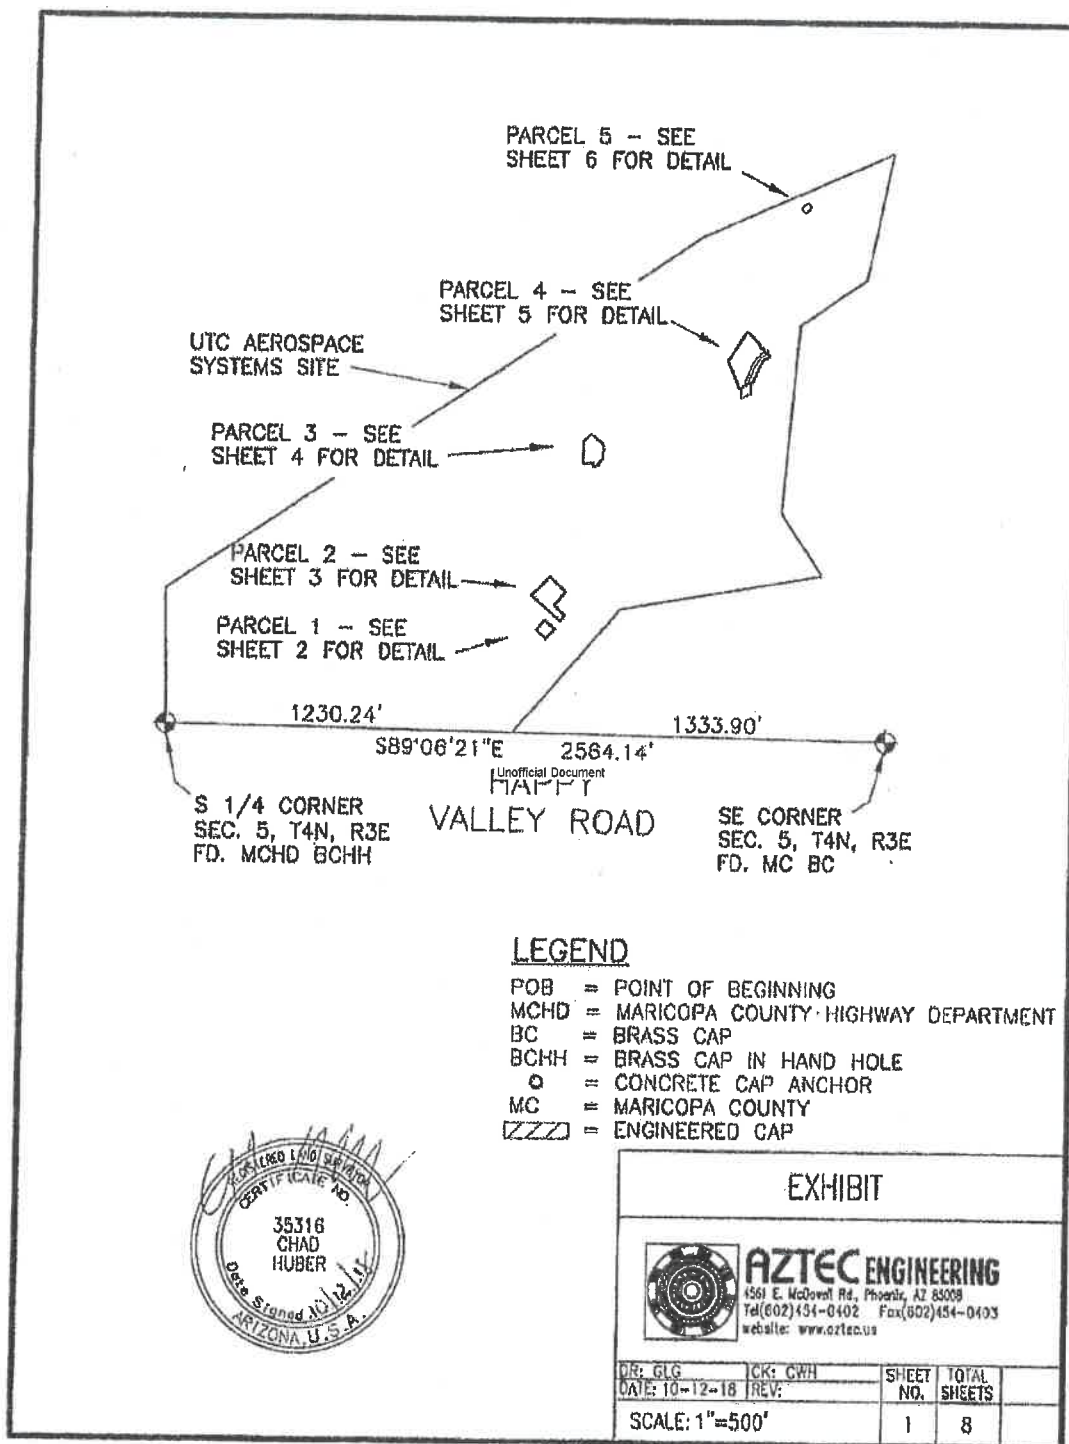 PARCEL 5 - SEE
SHEET 6 FOR DETAIL
PARCEL 4 - SEE
SHEET 5 FOR DETAIL
UTC AEROSPACE
SYSTEMS SITE
PARCEL 3 - SEE
SHEET 4 FOR DETAIL
PARCEL 2 - SEE
SHEET 3 FOR DETAIL
PARCEL 1 - SEE
SHEET 2 FOR DETAIL
1230.24'
1333.90'
S89°06'21"E 2564.14'
Unofficial Document
HAPPY
VALLEY ROAD
S 1/4 CORNER
SEC. 5, T4N, R3E
FD. MCHD BCHH
SE CORNER
SEC. 5, T4N, R3E
FD. MC BC
LEGEND
POB = POINT OF BEGINNING
MCHD = MARICOPA COUNTY HIGHWAY DEPARTMENT
BC = BRASS CAP
BCHH = BRASS CAP IN HAND HOLE
= CONCRETE CAP ANCHOR
MC = MARICOPA COUNTY
= ENGINEERED CAP
REGISTERED LAND SURVEYOR
CERTIFICATE NO.
35316
CHAD
HUBER
Date Signed 10/12/18
ARIZONA, U.S.A.
EXHIBIT
AZTEC ENGINEERING
4561 E. McDowell Rd., Phoenix, AZ 85008
Tel(602)454-0402 Fax(602)454-0403
website: www.aztec.us
DR: GLG CK: CWH
DATE: 10-12-18 REV:
SHEET NO. TOTAL SHEETS
SCALE: 1"=500' 1 8